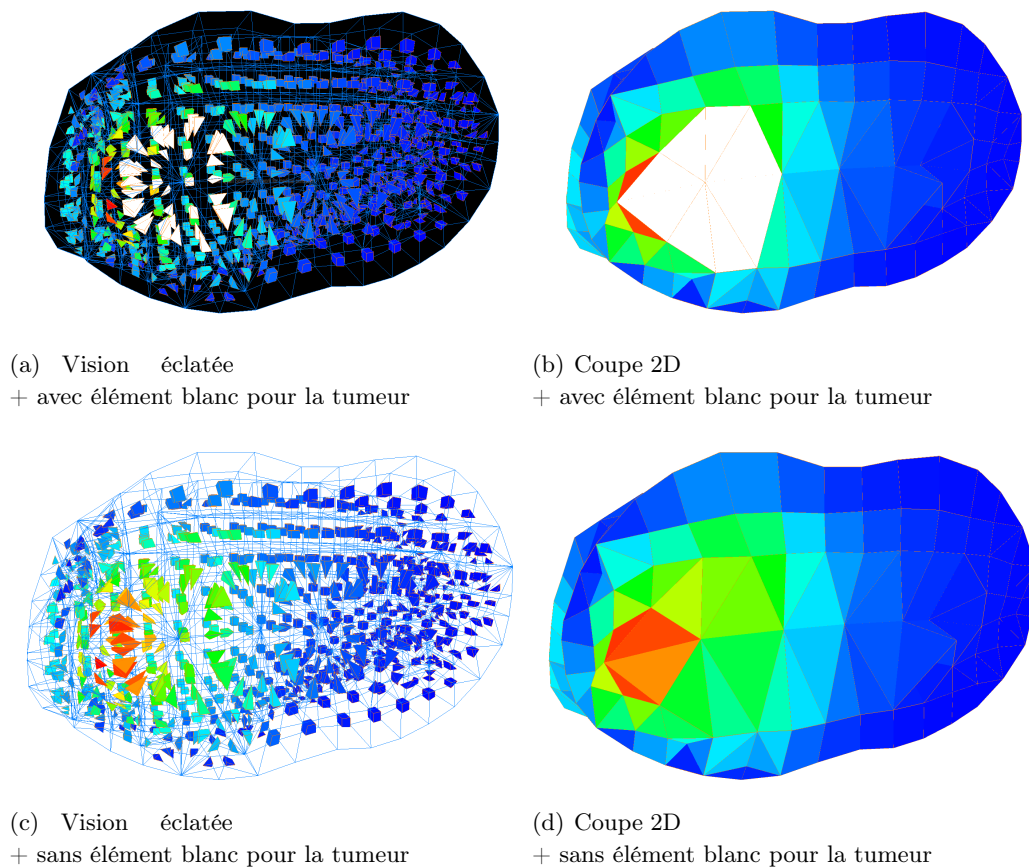 (a) Vision éclatée
+ avec élément blanc pour la tumeur
(b) Coupe 2D
+ avec élément blanc pour la tumeur
(c) Vision éclatée
+ sans élément blanc pour la tumeur
(d) Coupe 2D
+ sans élément blanc pour la tumeur